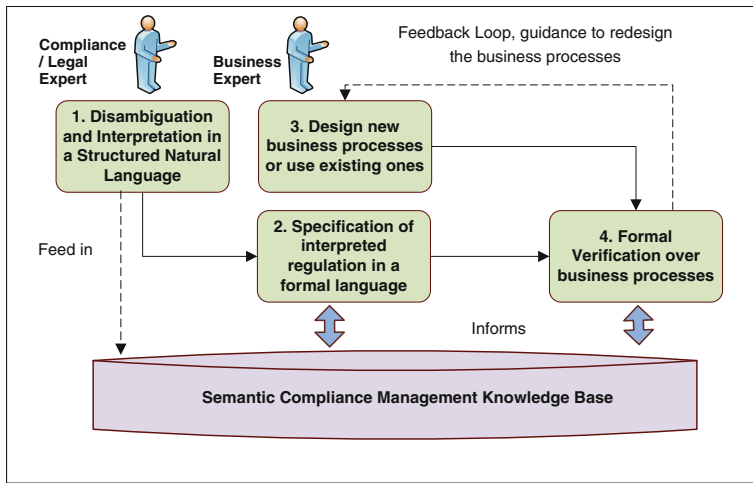 Compliance
/ Legal
Expert
Business
Expert
Feedback Loop, guidance to redesign
the business processes
1. Disambiguation
and Interpretation in
a Structured Natural
Language
3. Design new
business processes
or use existing ones
Feed in
2. Specification of
interpreted
regulation in a
formal language
4. Formal
Verification over
business processes
Informs
Semantic Compliance Management Knowledge Base